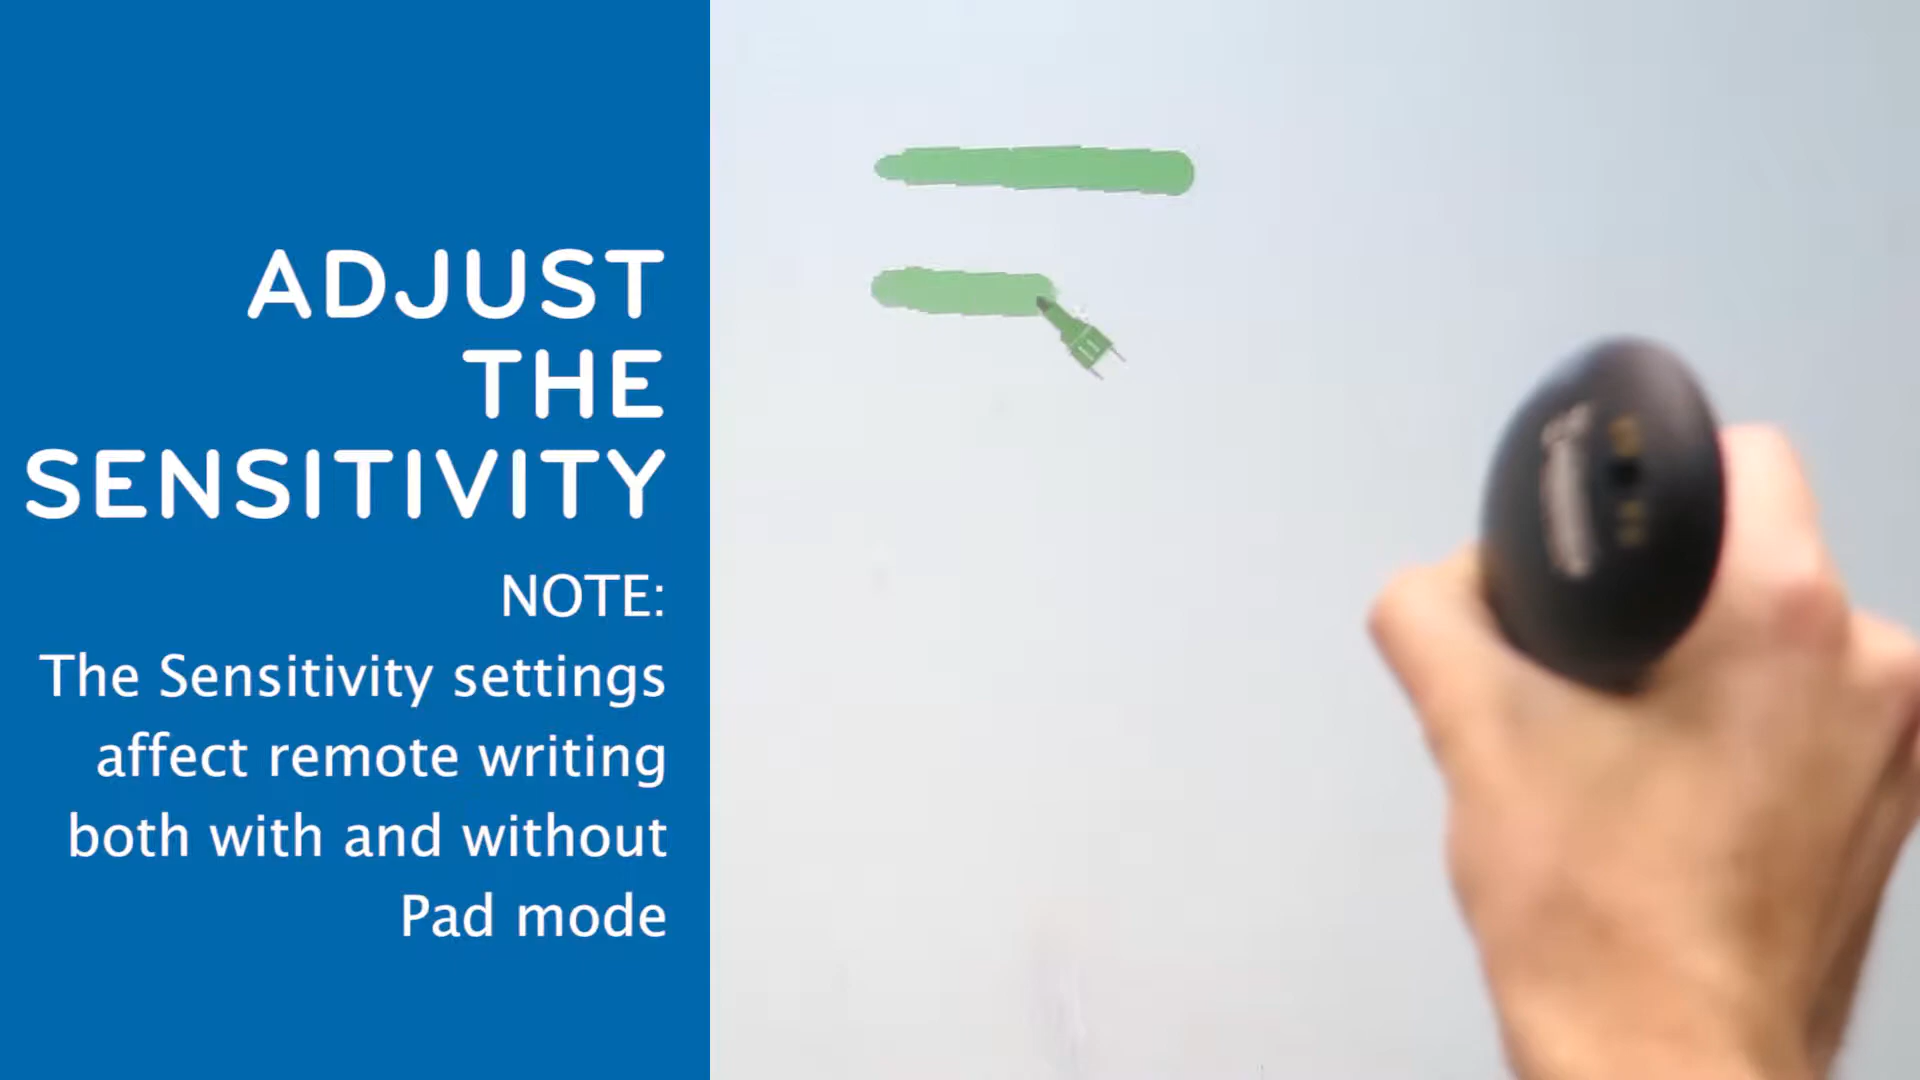 ADJUST
THE
SENSITIVITY
NOTE:
The Sensitivity settings
affect remote writing
both with and without
Pad mode